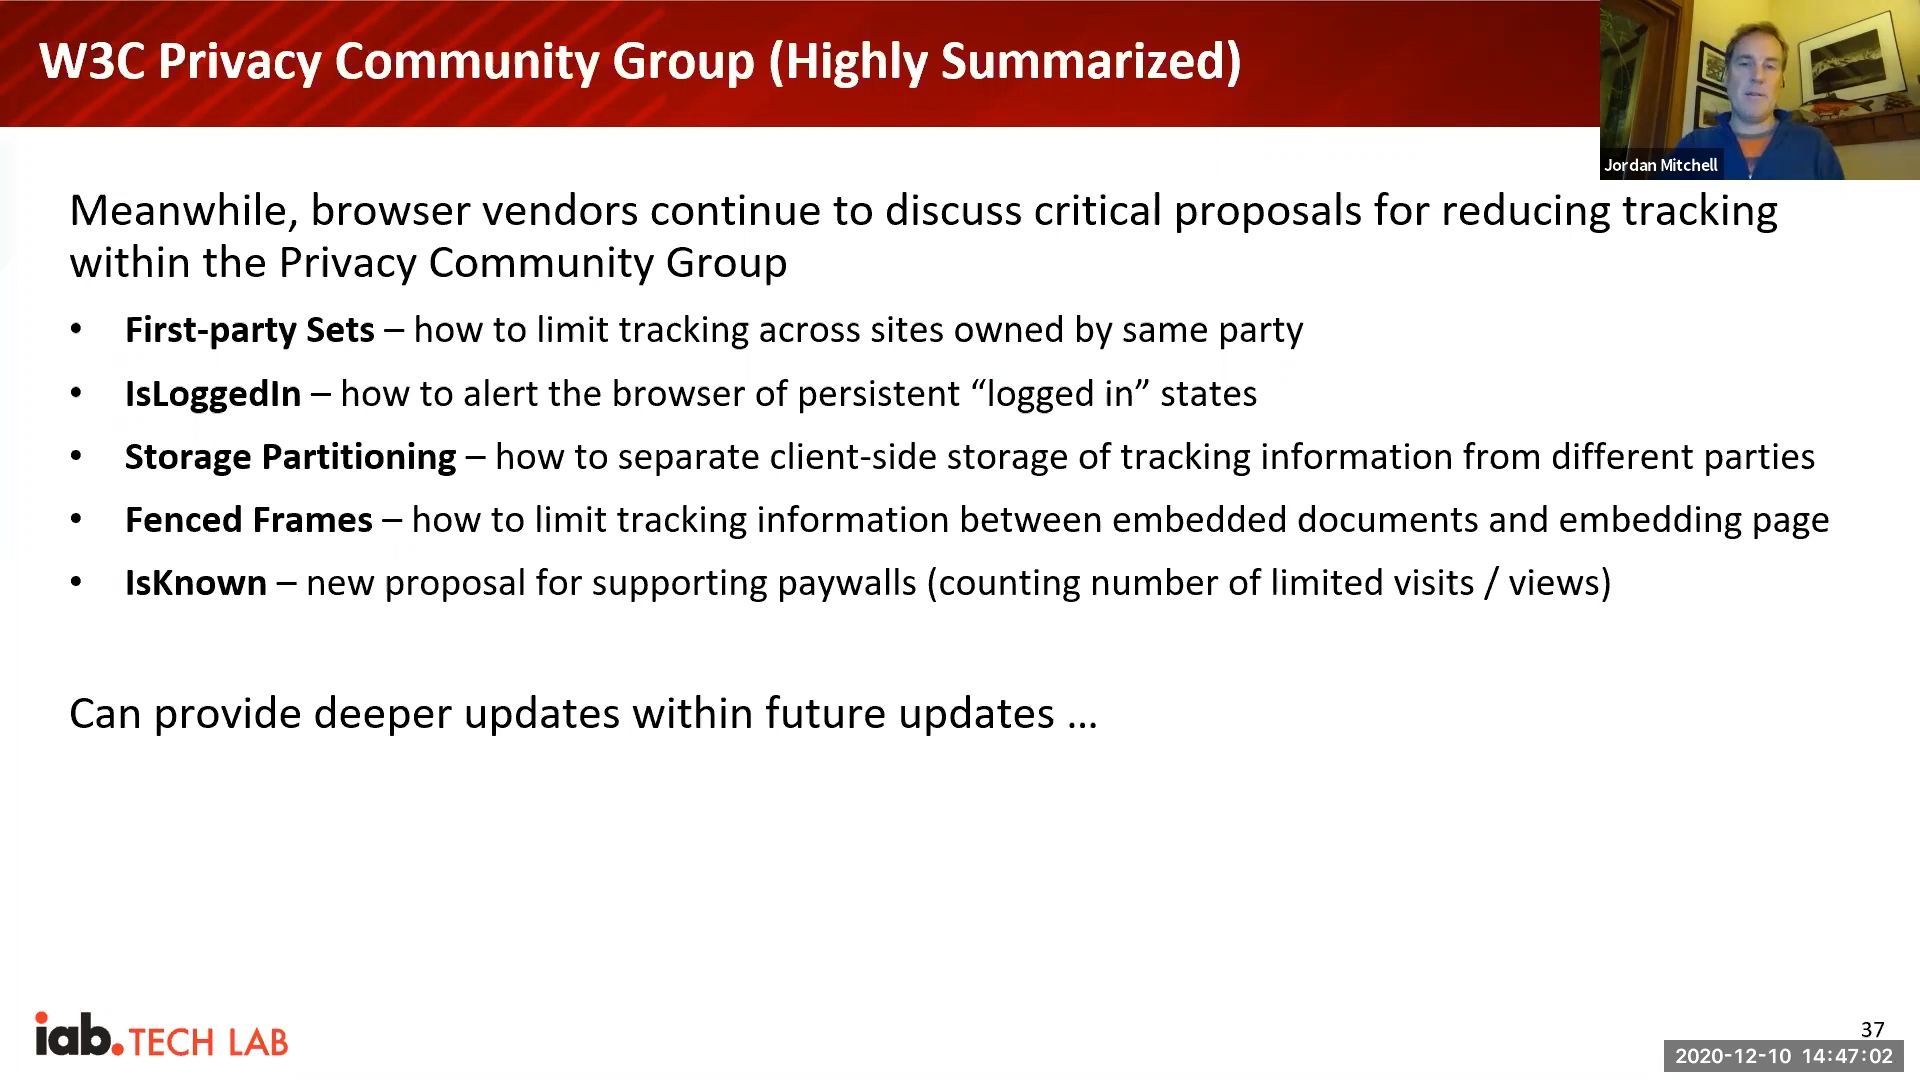 W3C Privacy Community Group (Highly Summarized)
Jordan Mitchell
Meanwhile, browser vendors continue to discuss critical proposals for reducing tracking
within the Privacy Community Group
• First-party Sets – how to limit tracking across sites owned by same party
• IsLoggedIn – how to alert the browser of persistent “logged in” states
• Storage Partitioning – how to separate client-side storage of tracking information from different parties
• Fenced Frames – how to limit tracking information between embedded documents and embedding page
• IsKnown – new proposal for supporting paywalls (counting number of limited visits / views)
Can provide deeper updates within future updates …
iab.TECH LAB
37
2020-12-10 14:47:02